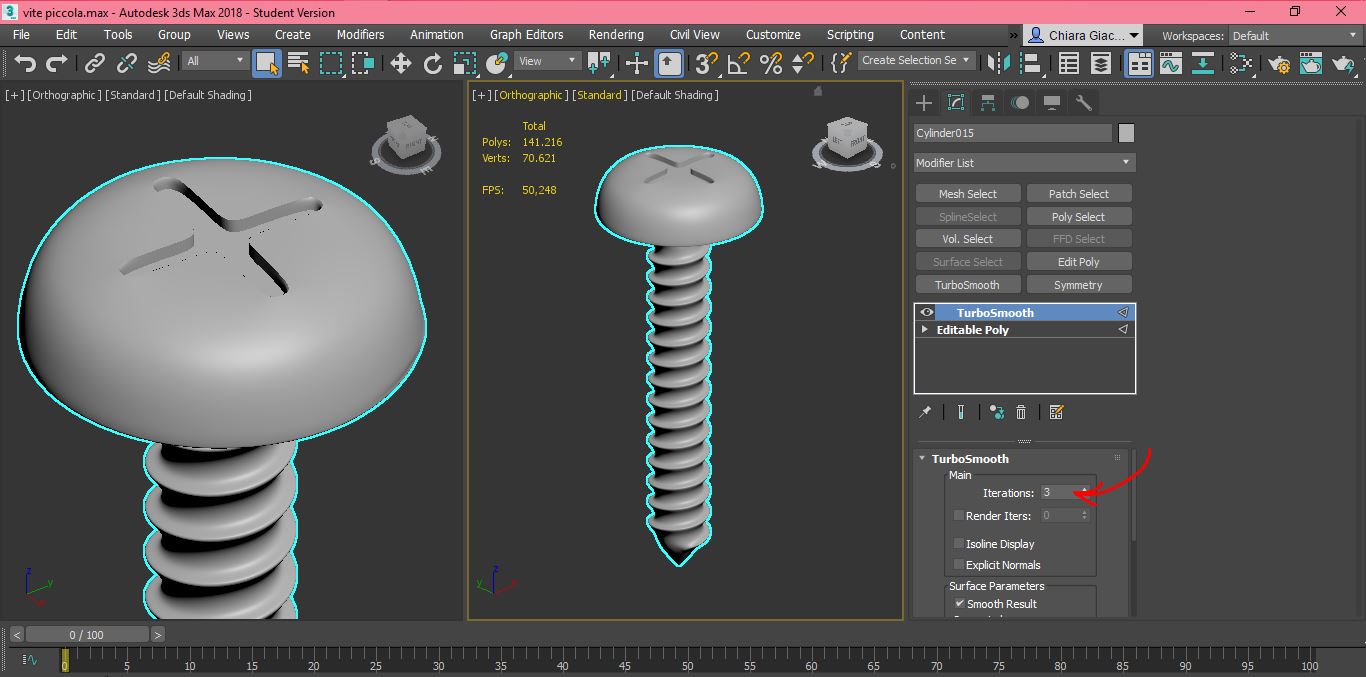 3 vite piccola.max - Autodesk 3ds Max 2018 - Student Version
File Edit Tools Group Views Create Modifiers Animation Graph Editors Rendering Civil View Customize Scripting Content » Chiara Giac... Workspaces: Default
All View 3 Create Selection Se
[+] [Orthographic] [Standard] [Default Shading]
[+] [Orthographic] [Standard] [Default Shading]
Total
Polys: 141.216
Verts: 70.621
FPS: 50,248
FRONT
z
y
z
y
Cylinder015
Modifier List
Mesh Select Patch Select
SplineSelect Poly Select
Vol. Select FFD Select
Surface Select Edit Poly
TurboSmooth Symmetry
TurboSmooth
Editable Poly
TurboSmooth
Main
Iterations: 3
Render Iters: 0
Isoline Display
Explicit Normals
Surface Parameters
Smooth Result
< 0 / 100 >
0 5 10 15 20 25 30 35 40 45 50 55 60 65 70 75 80 85 90 95 100